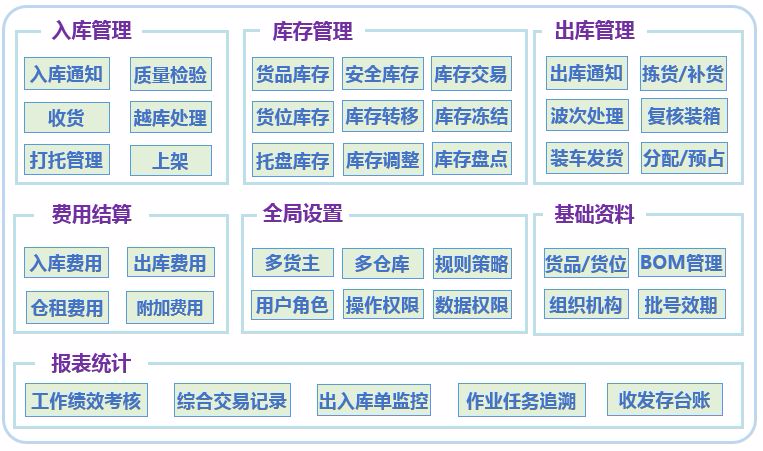 入库管理
入库通知 质量检验
收货 越库处理
打托管理 上架
库存管理
货品库存 安全库存 库存交易
货位库存 库存转移 库存冻结
托盘库存 库存调整 库存盘点
出库管理
出库通知 拣货/补货
波次处理 复核装箱
装车发货 分配/预占
费用结算
入库费用 出库费用
仓租费用 附加费用
全局设置
多货主 多仓库 规则策略
用户角色 操作权限 数据权限
基础资料
货品/货位 BOM管理
组织机构 批号效期
报表统计
工作绩效考核 综合交易记录 出入库单监控 作业任务追溯 收发存台账